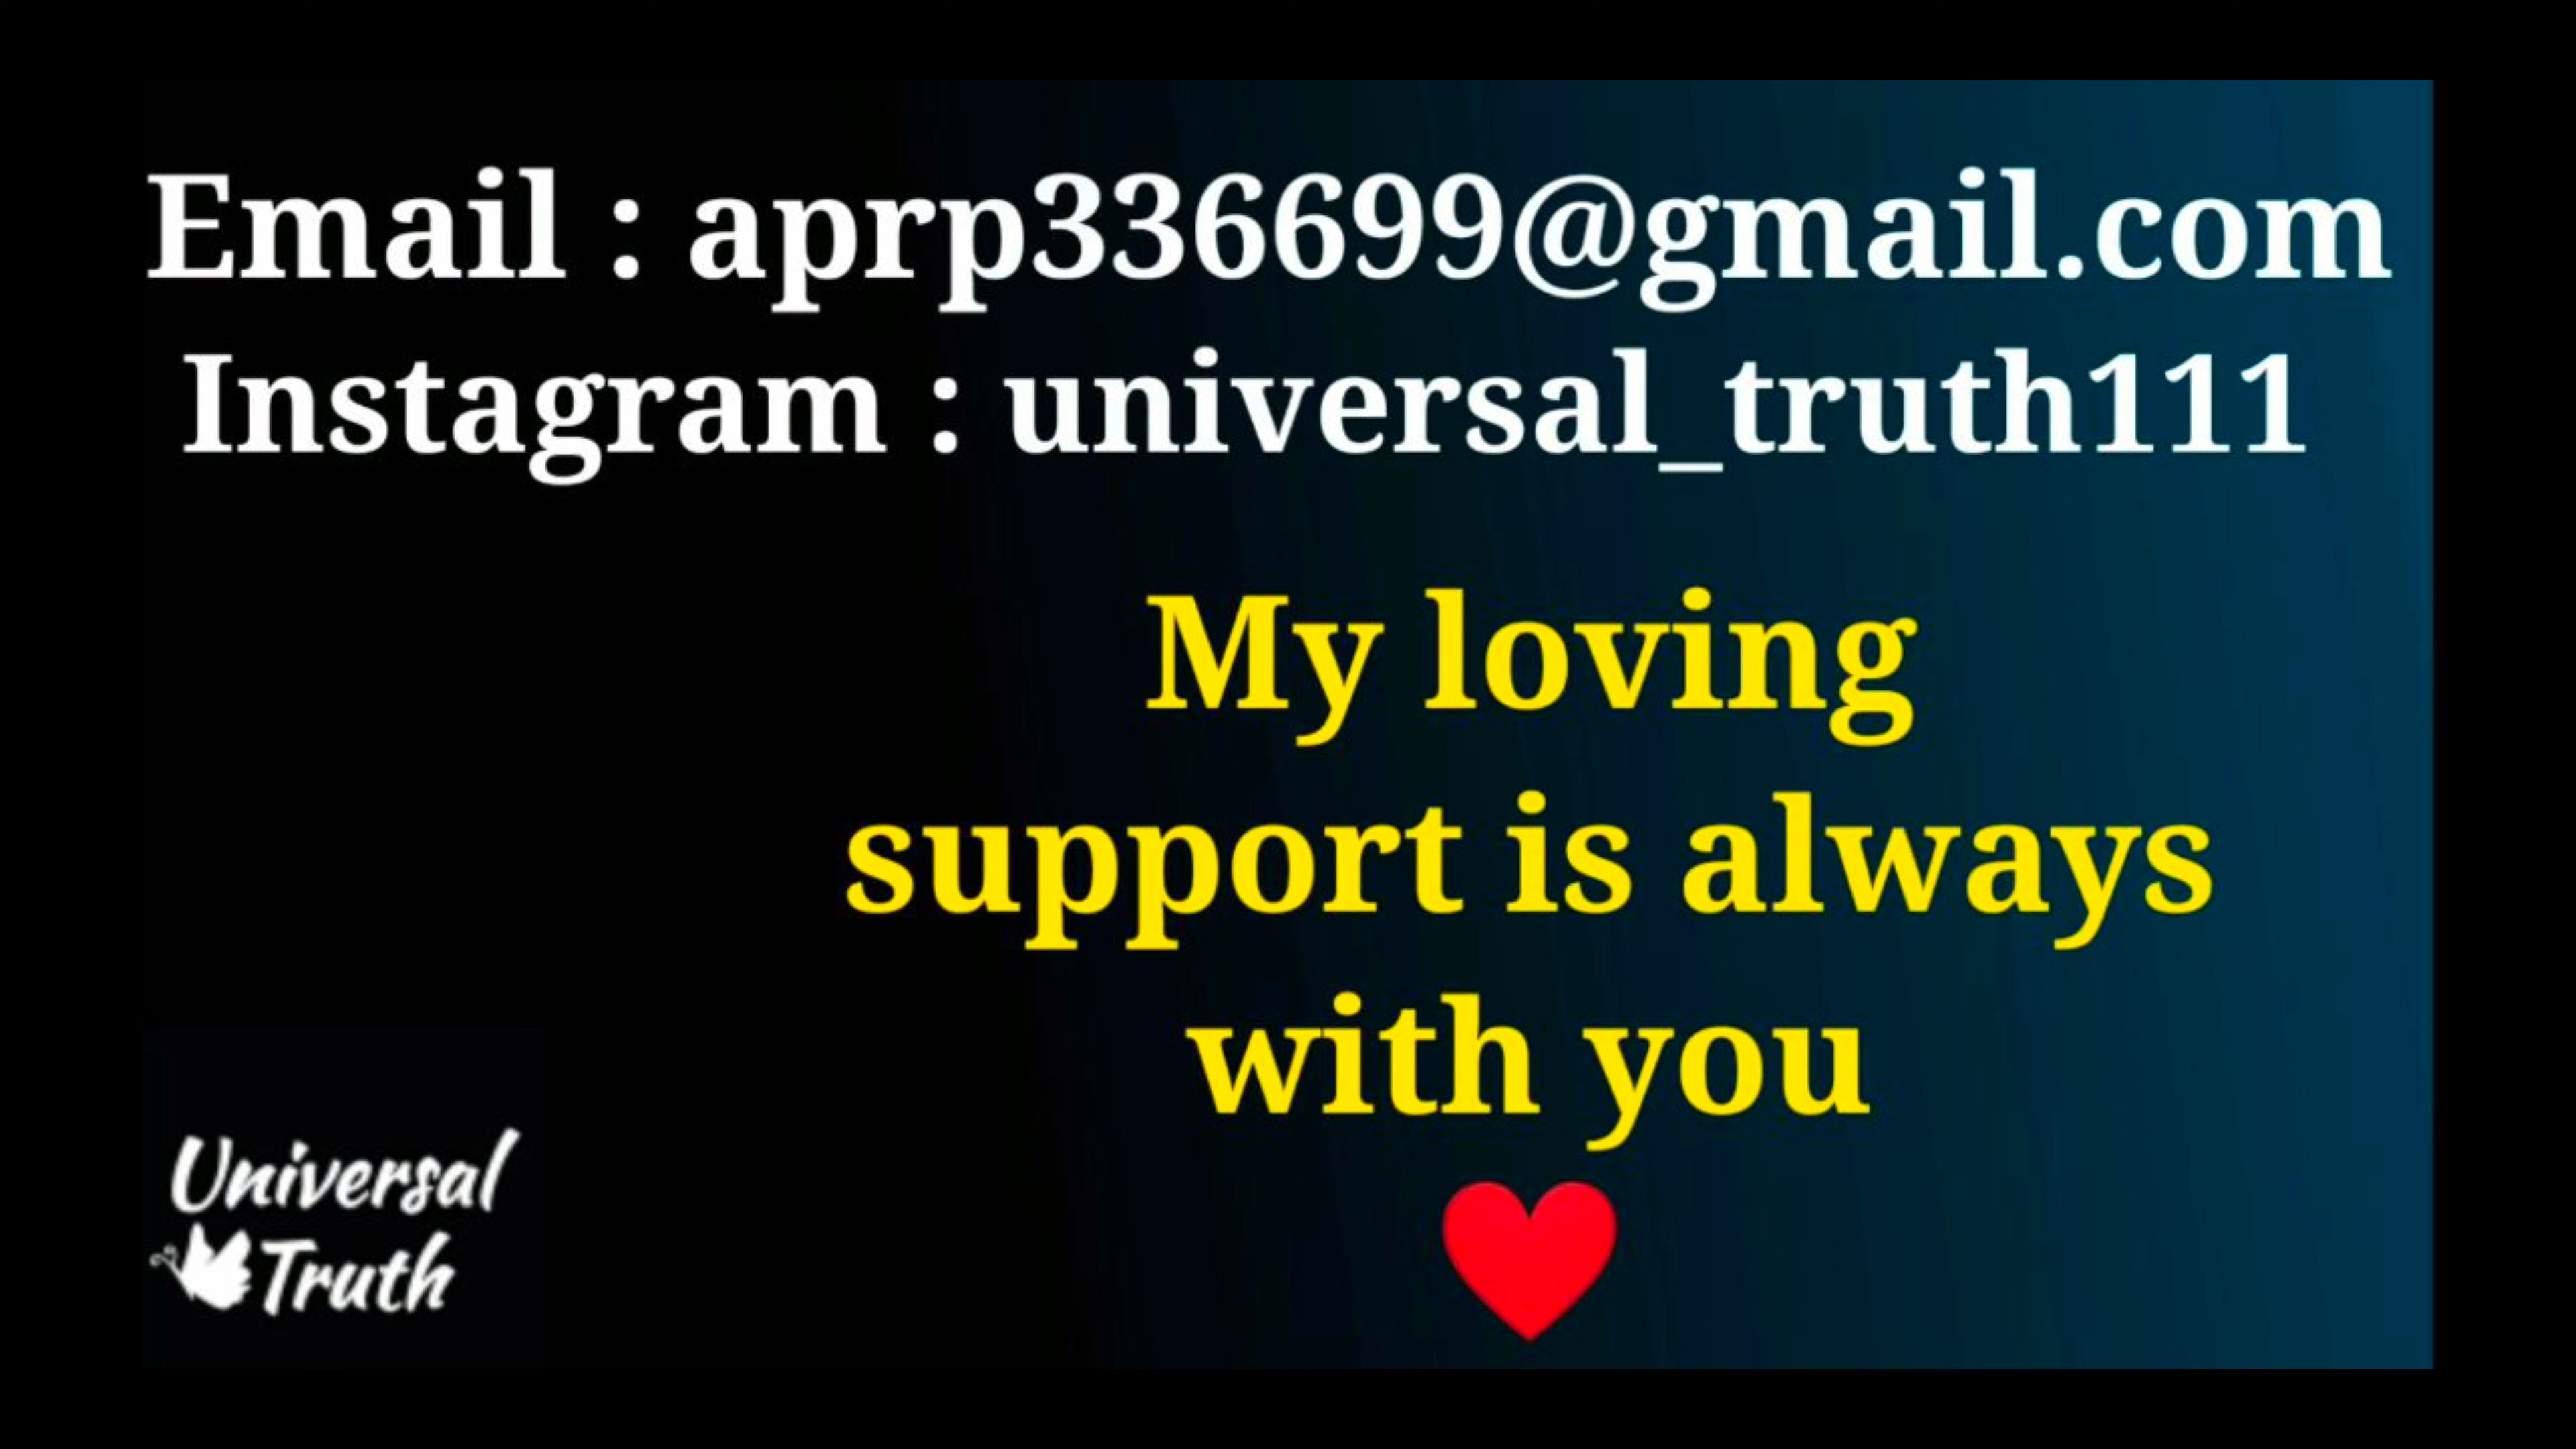 Email : aprp336699@gmail.com
Instagram : universal_truth111
My loving
support is always
with you
Universal
Truth